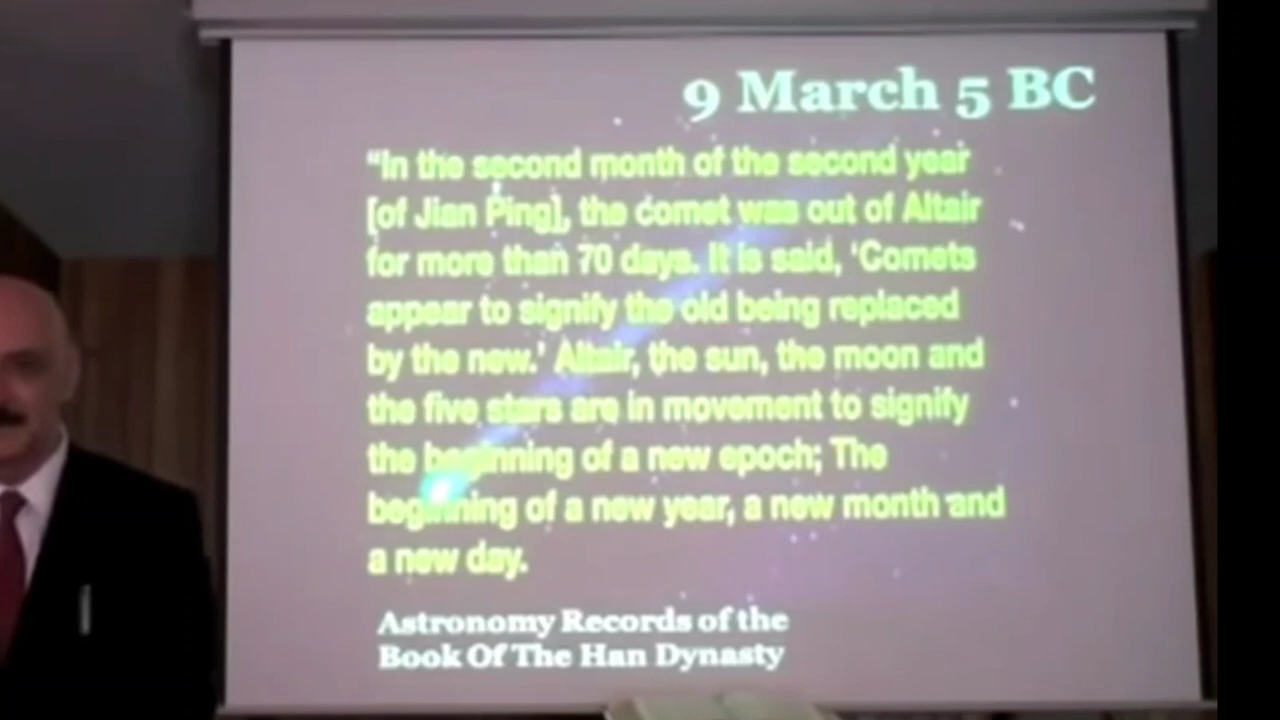 9 March 5 BC
"In the second month of the second year
[of Jian Ping], the comet was out of Altair
for more than 70 days. It is said, 'Comets
appear to signify the old being replaced
by the new.' Altair, the sun, the moon and
the five stars are in movement to signify
the beginning of a new epoch; The
beginning of a new year, a new month and
a new day.
Astronomy Records of the
Book Of The Han Dynasty